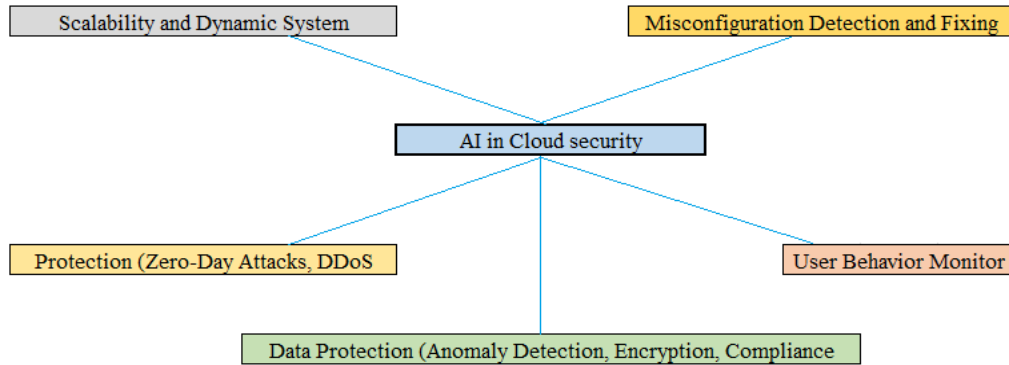 Scalability and Dynamic System
Misconfiguration Detection and Fixing
AI in Cloud security
Protection (Zero-Day Attacks, DDoS
User Behavior Monitor
Data Protection (Anomaly Detection, Encryption, Compliance